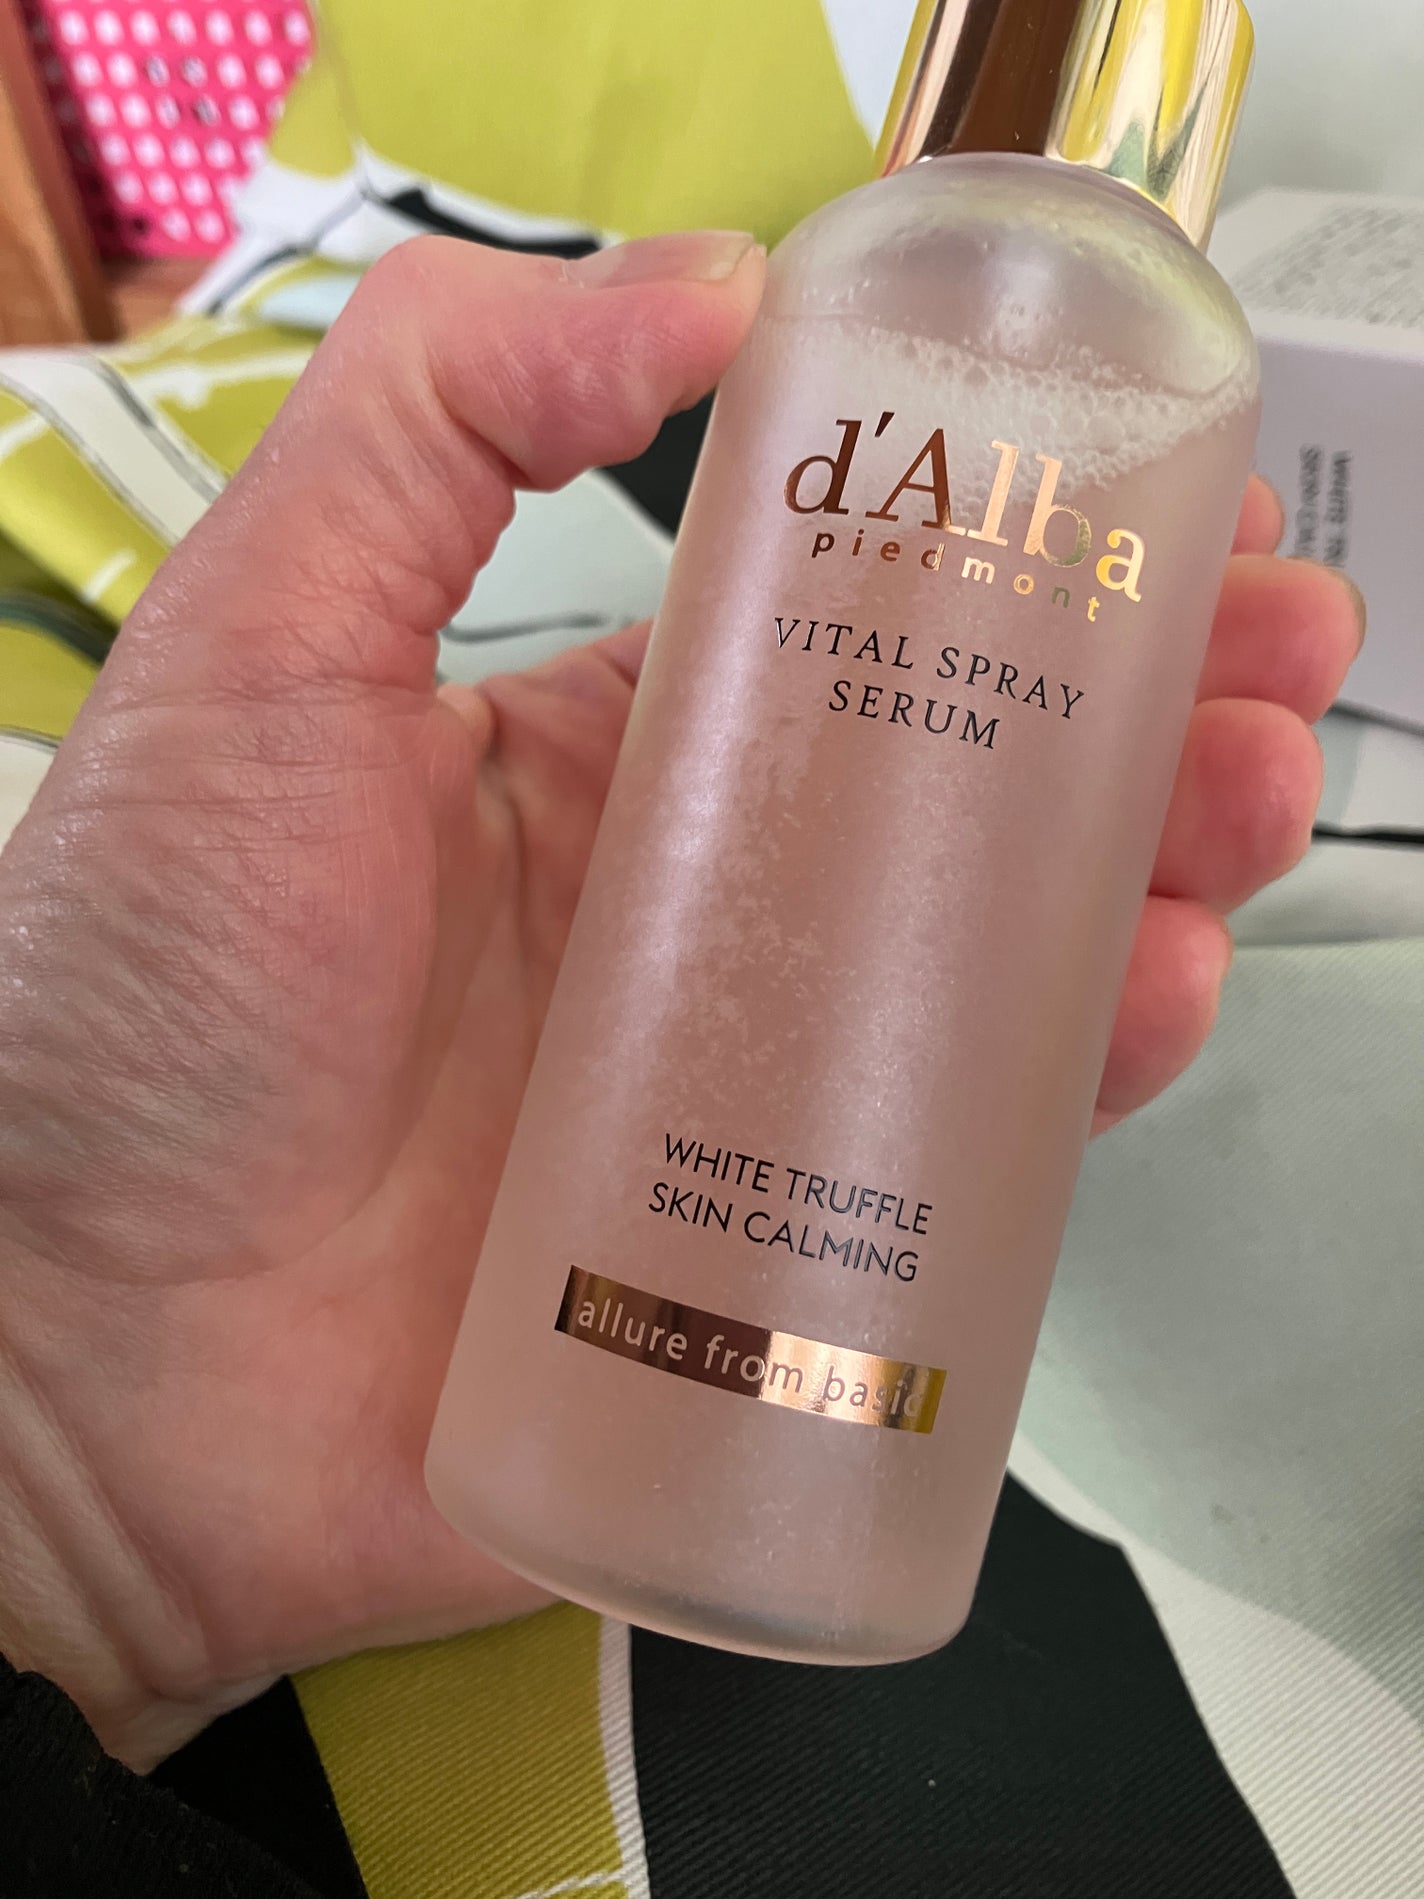 d'Alba
piedmont
VITAL SPRAY
SERUM
WHITE TRUFFLE
SKIN CALMING
allure from basic